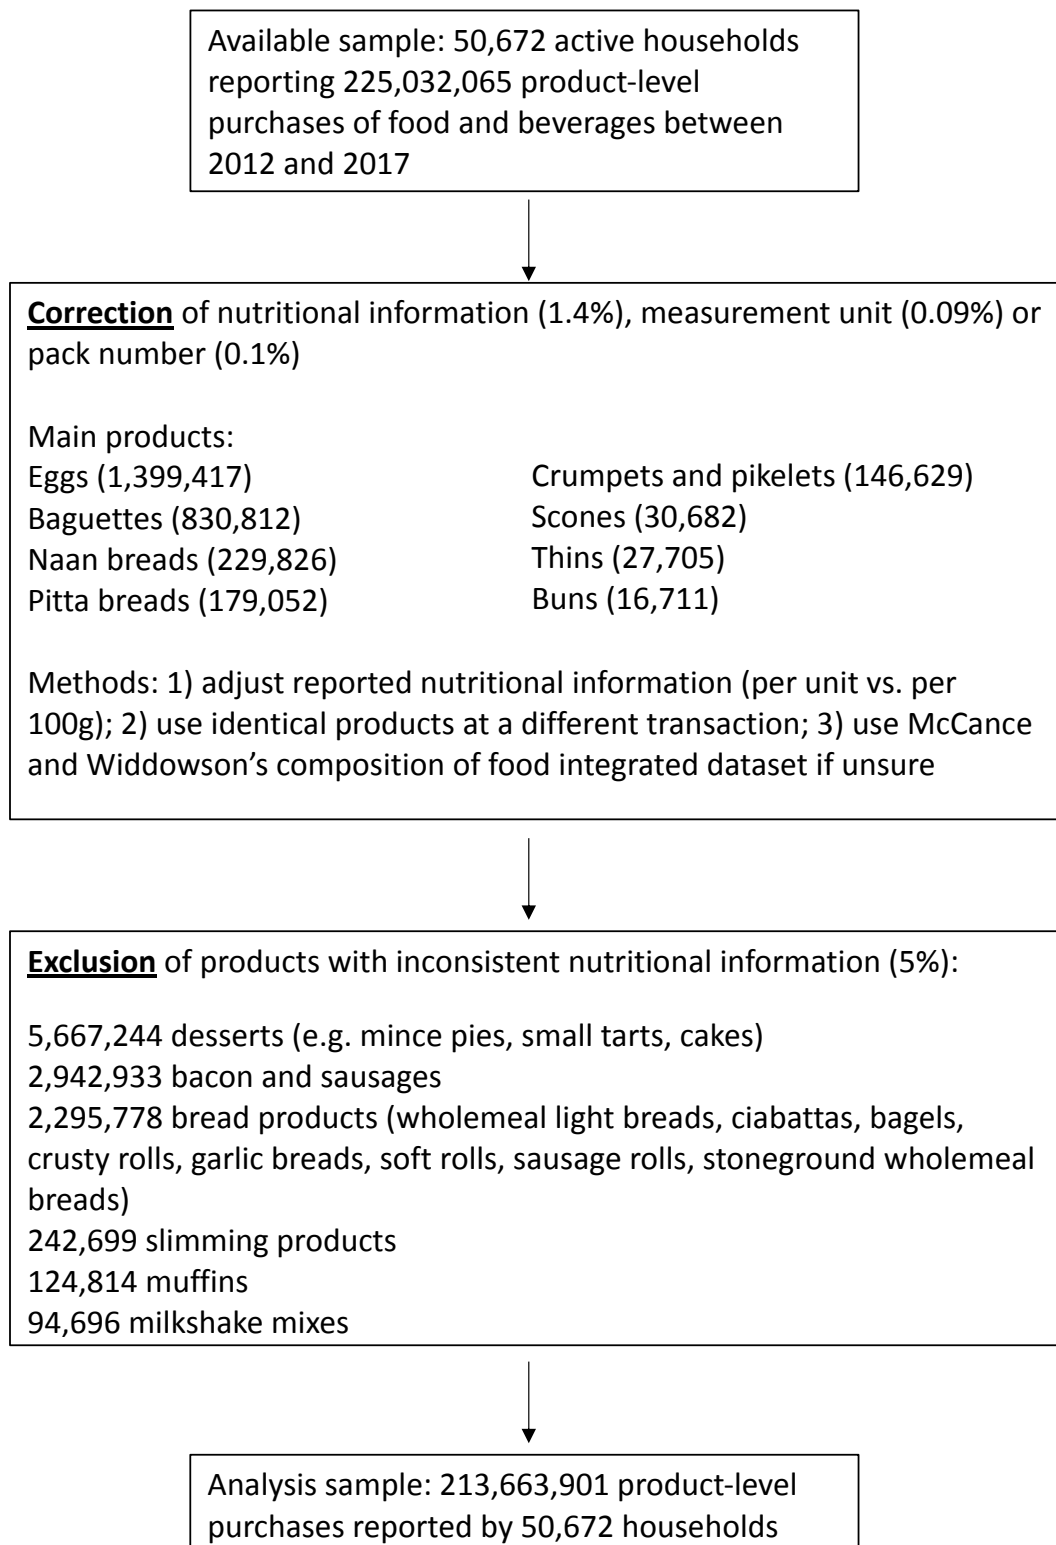 Available sample: 50,672 active households
reporting 225,032,065 product-level
purchases of food and beverages between
2012 and 2017
Correction of nutritional information (1.4%), measurement unit (0.09%) or
pack number (0.1%)
Main products:
Eggs (1,399,417)
Baguettes (830,812)
Naan breads (229,826)
Pitta breads (179,052)
Crumpets and pikelets (146,629)
Scones (30,682)
Thins (27,705)
Buns (16,711)
Methods: 1) adjust reported nutritional information (per unit vs. per
100g); 2) use identical products at a different transaction; 3) use McCance
and Widdowson’s composition of food integrated dataset if unsure
Exclusion of products with inconsistent nutritional information (5%):
5,667,244 desserts (e.g. mince pies, small tarts, cakes)
2,942,933 bacon and sausages
2,295,778 bread products (wholemeal light breads, ciabattas, bagels,
crusty rolls, garlic breads, soft rolls, sausage rolls, stoneground wholemeal
breads)
242,699 slimming products
124,814 muffins
94,696 milkshake mixes
Analysis sample: 213,663,901 product-level
purchases reported by 50,672 households